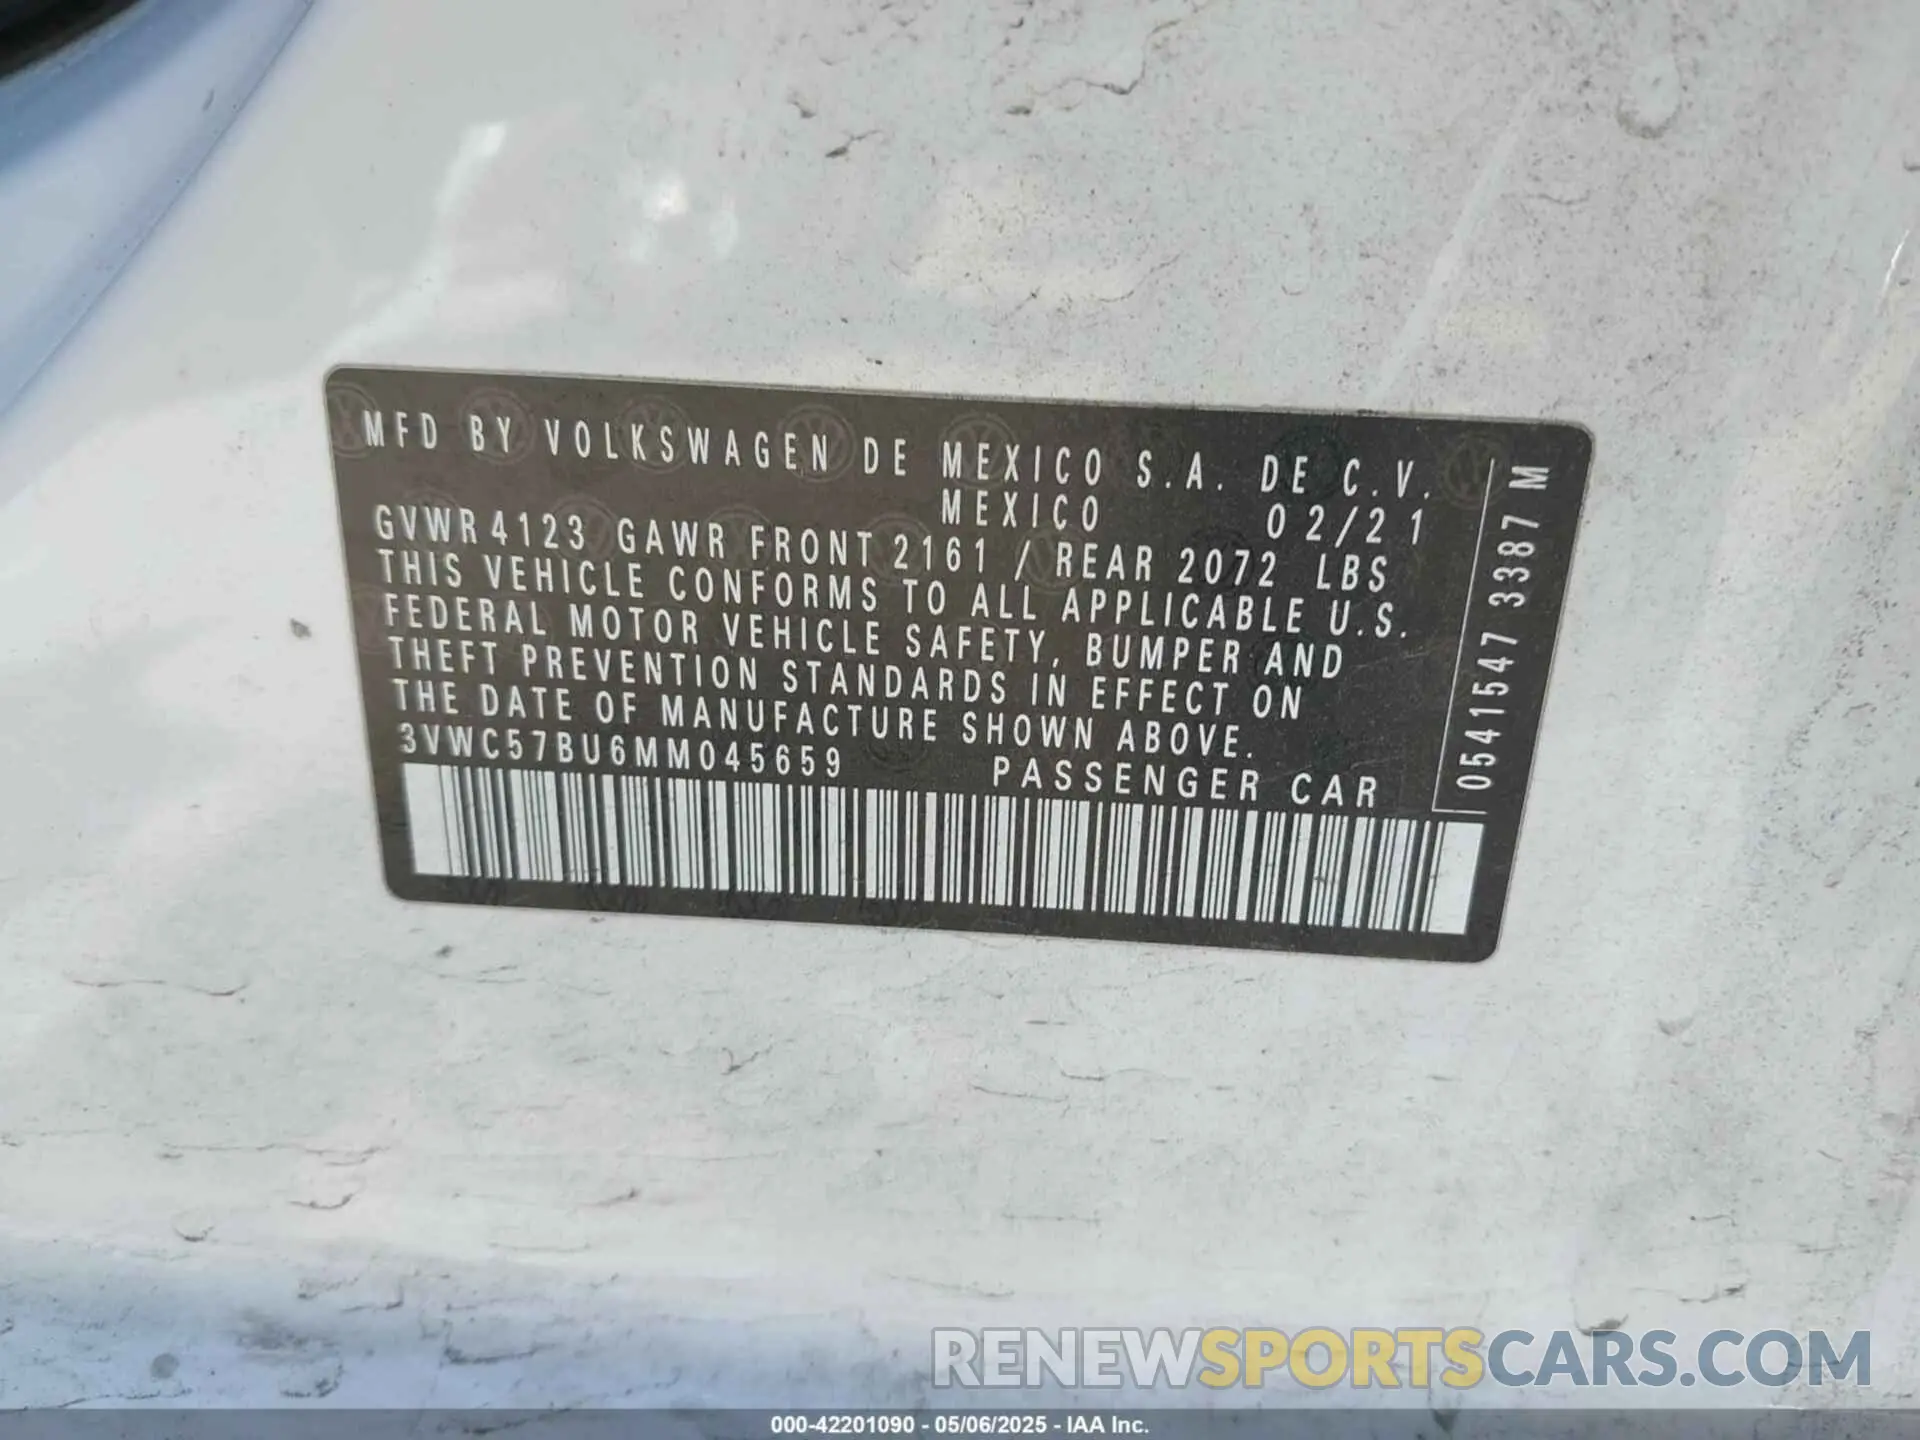 MFD BY VOLKSWAGEN DE MEXICO S.A. DE C.V.
MEXICO 02/21
GVWR 4123 GAWR FRONT 2161 / REAR 2072 LBS
THIS VEHICLE CONFORMS TO ALL APPLICABLE U.S.
FEDERAL MOTOR VEHICLE SAFETY, BUMPER AND
THEFT PREVENTION STANDARDS IN EFFECT ON
THE DATE OF MANUFACTURE SHOWN ABOVE.
3VWC57BU6MM045659 PASSENGER CAR
0541547 3387 M
RENEWSPORTSCARS.COM
000-42201090 - 05/06/2025 - IAA Inc.